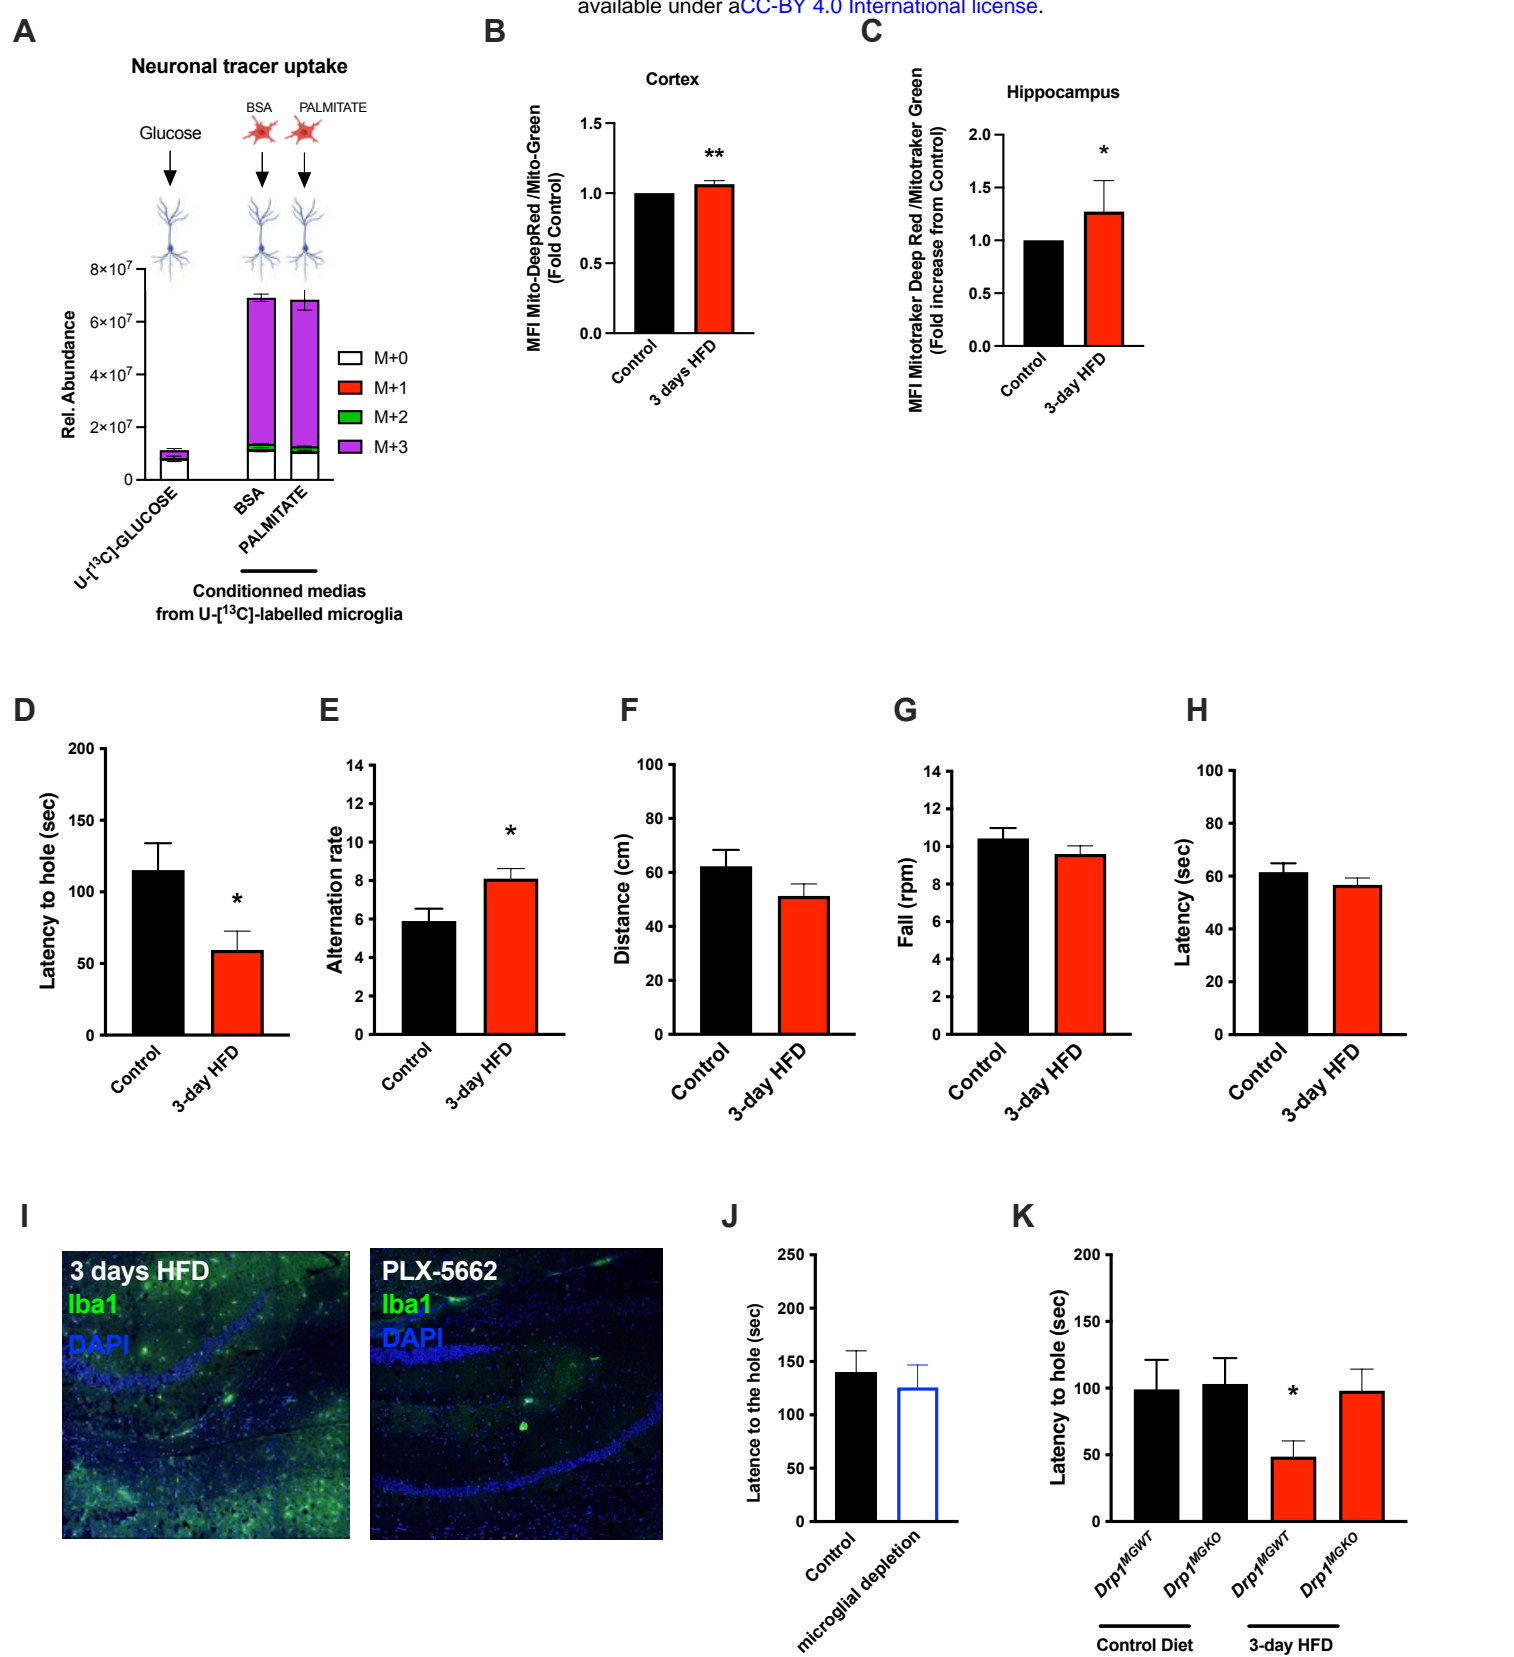 available under aCC-BY 4.0 International license.
A
Neuronal tracer uptake
BSA
PALMITATE
Glucose
Rel. Abundance
8×10⁷
6×10⁷
4×10⁷
2×10⁷
0
M+0
M+1
M+2
M+3
U-[¹³C]-GLUCOSE
BSA
PALMITATE
Conditionned medias
from U-[¹³C]-labelled microglia
B
Cortex
MFI Mito-DeepRed /Mito-Green
(Fold Control)
1.5
1.0
0.5
0.0
**
Control
3 days HFD
C
Hippocampus
MFI Mitotraker Deep Red /Mitotraker Green
(Fold increase from Control)
2.0
1.5
1.0
0.5
0.0
*
Control
3-day HFD
D
Latency to hole (sec)
200
150
100
50
0
*
Control
3-day HFD
E
Alternation rate
14
12
10
8
6
4
2
0
*
Control
3-day HFD
F
Distance (cm)
100
80
60
40
20
0
Control
3-day HFD
G
Fall (rpm)
14
12
10
8
6
4
2
0
Control
3-day HFD
H
Latency (sec)
100
80
60
40
20
0
Control
3-day HFD
I
3 days HFD
Iba1
DAPI
PLX-5662
Iba1
DAPI
J
Latence to the hole (sec)
250
200
150
100
50
0
Control
microglial depletion
K
Latency to hole (sec)
200
150
100
50
0
*
Drp1ᴹᴳᵂᵀ
Drp1ᴹᴳᴷᴼ
Drp1ᴹᴳᵂᵀ
Drp1ᴹᴳᴷᴼ
Control Diet
3-day HFD